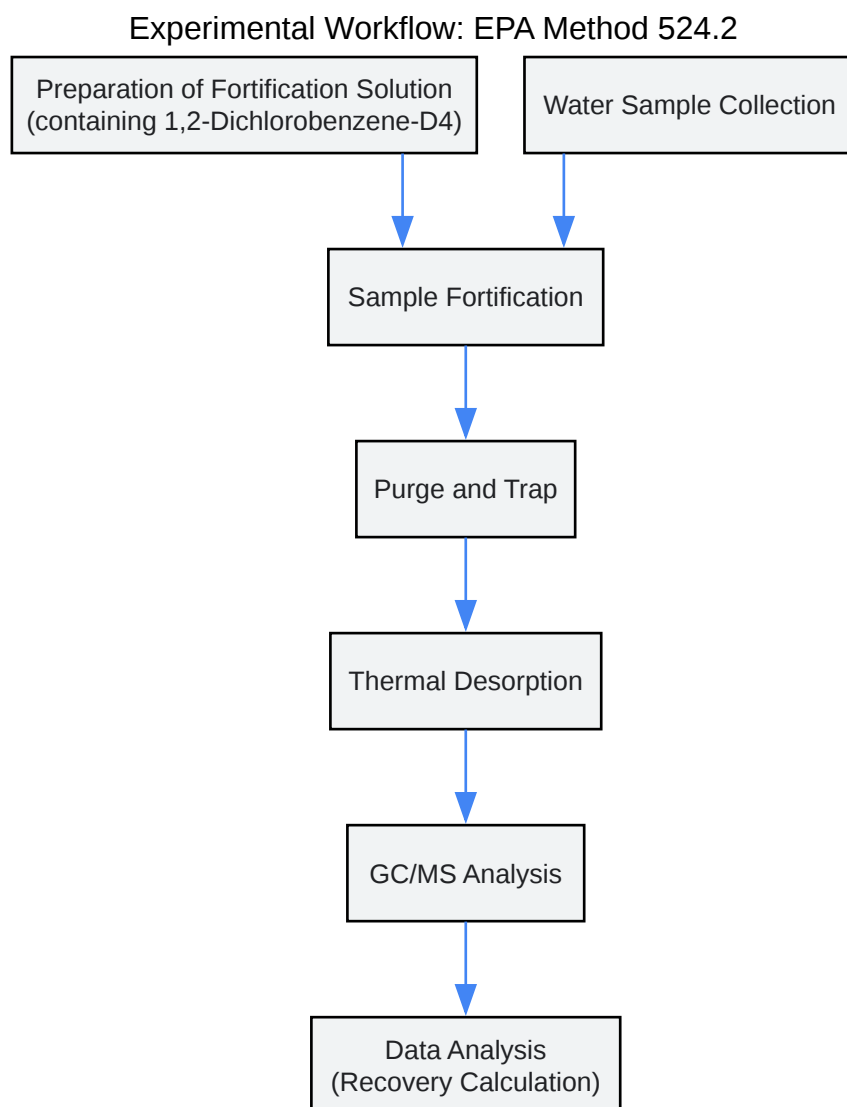 Experimental Workflow: EPA Method 524.2
Preparation of Fortification Solution
(containing 1,2-Dichlorobenzene-D4)
Water Sample Collection
Sample Fortification
Purge and Trap
Thermal Desorption
GC/MS Analysis
Data Analysis
(Recovery Calculation)